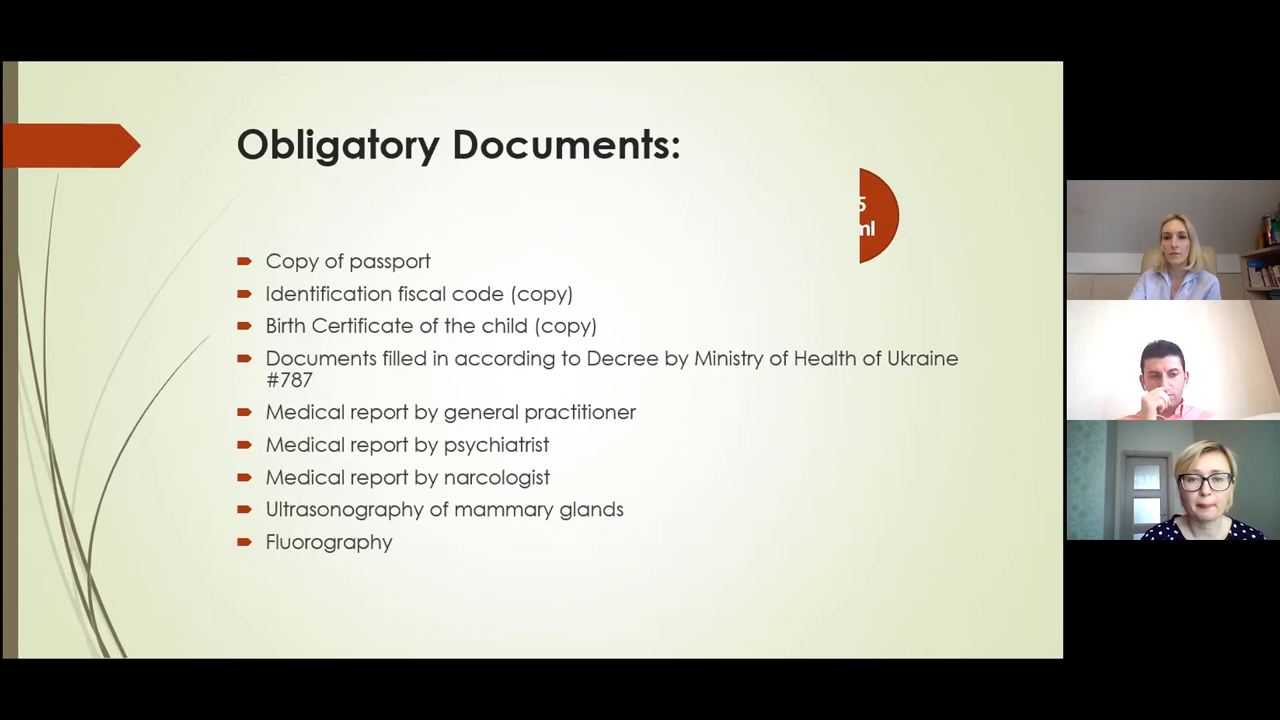 Obligatory Documents:
5
ml
Copy of passport
Identification fiscal code (copy)
Birth Certificate of the child (copy)
Documents filled in according to Decree by Ministry of Health of Ukraine
#787
Medical report by general practitioner
Medical report by psychiatrist
Medical report by narcologist
Ultrasonography of mammary glands
Fluorography